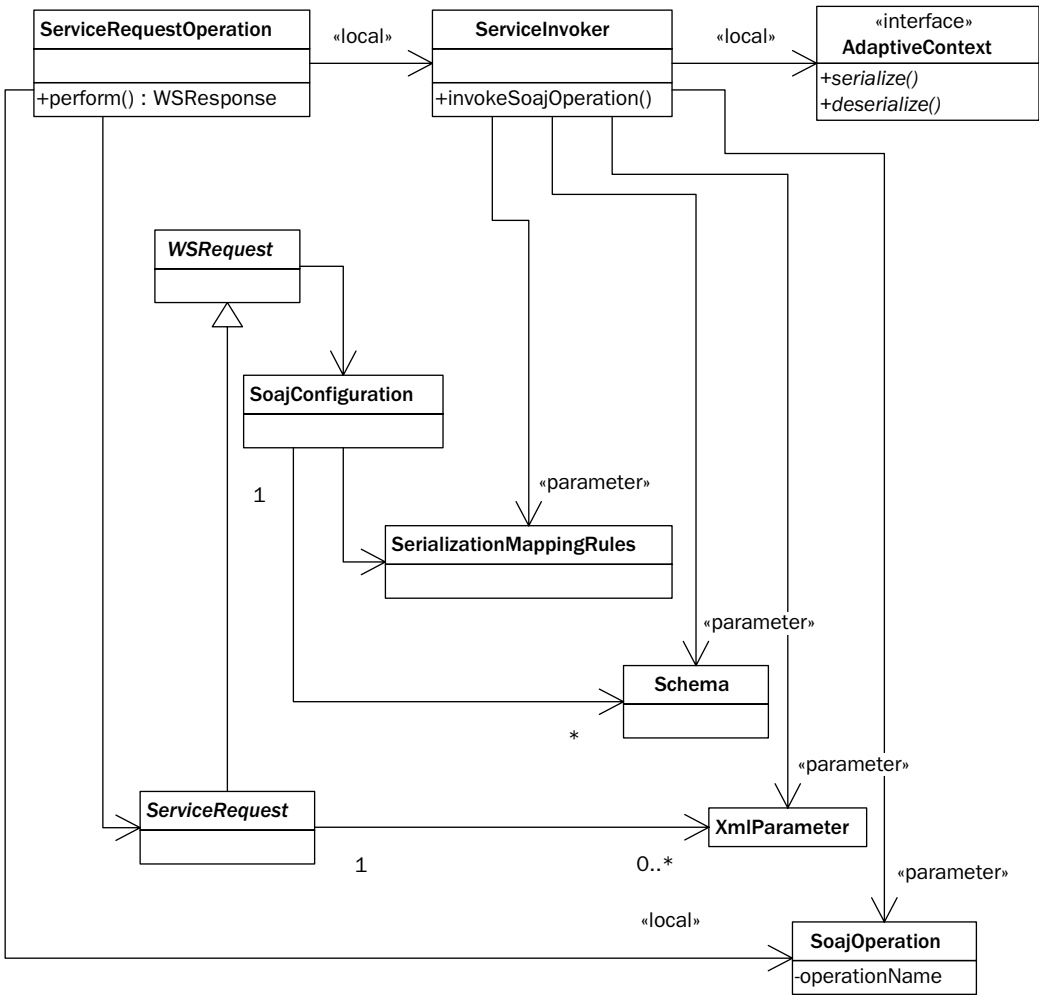 ServiceRequestOperation
+perform() : WSResponse
«local»
ServiceInvoker
+invokeSoajOperation()
«local»
«interface»
AdaptiveContext
+serialize()
+deserialize()
WSRequest
SoajConfiguration
1
«parameter»
SerializationMappingRules
«parameter»
Schema
*
«parameter»
ServiceRequest
XmlParameter
1
0..*
«parameter»
«local»
SoajOperation
-operationName